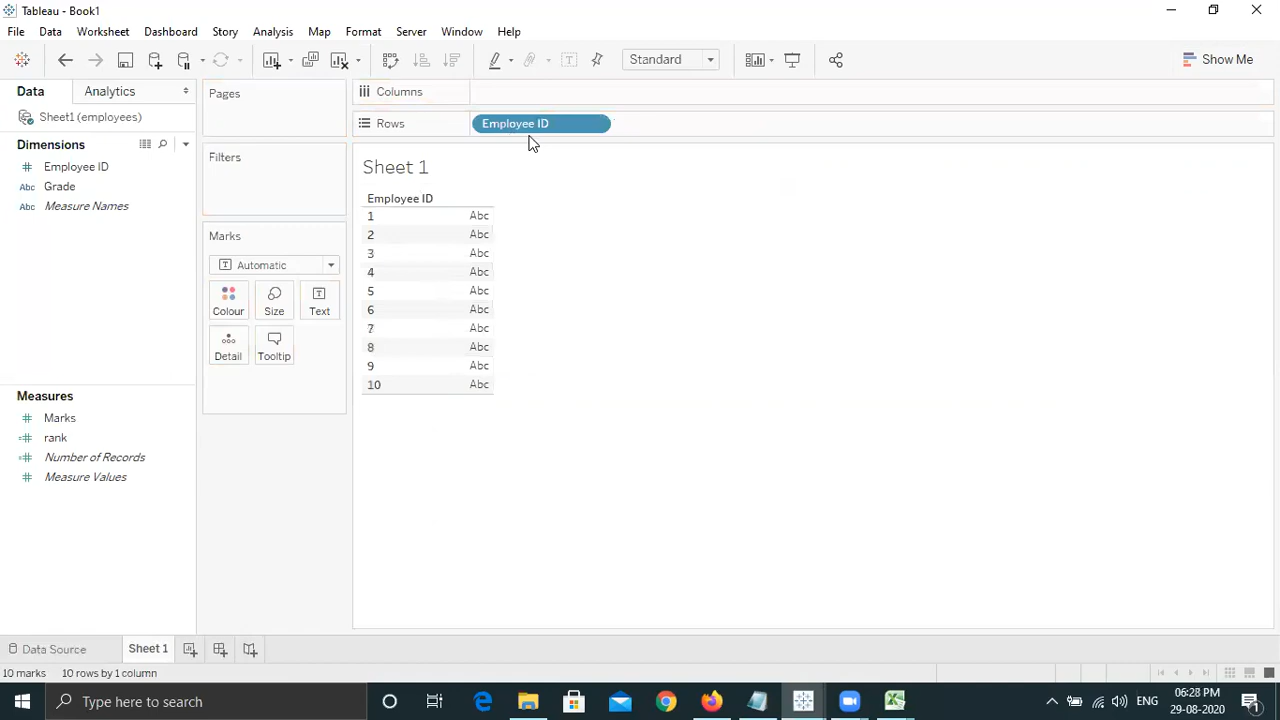 Tableau - Book1
File Data Worksheet Dashboard Story Analysis Map Format Server Window Help
Standard
Show Me
Data Analytics
Sheet1 (employees)
Dimensions
Employee ID
Abc Grade
Abc Measure Names
Measures
Marks
rank
Number of Records
Measure Values
Pages
Filters
Marks
Automatic
Colour Size Text
Detail Tooltip
Columns
Rows Employee ID
Sheet 1
Employee ID
1 Abc
2 Abc
3 Abc
4 Abc
5 Abc
6 Abc
7 Abc
8 Abc
9 Abc
10 Abc
Data Source Sheet 1
10 marks 10 rows by 1 column
Type here to search
ENG
06:28 PM
29-08-2020
1